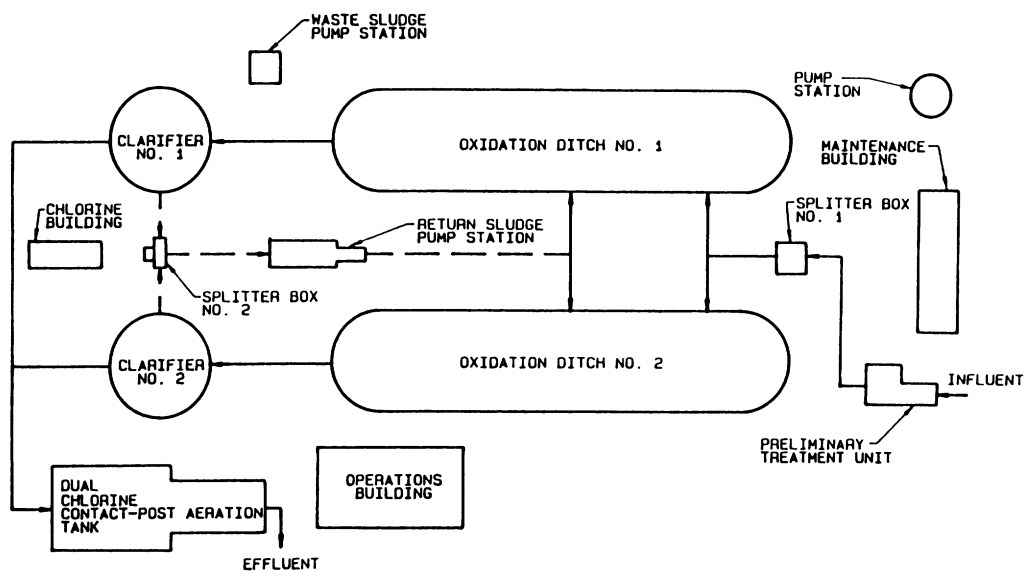 WASTE SLUDGE
PUMP STATION
PUMP
STATION
CLARIFIER
NO. 1
OXIDATION DITCH NO. 1
MAINTENANCE
BUILDING
CHLORINE
BUILDING
RETURN SLUDGE
PUMP STATION
SPLITTER BOX
NO. 1
SPLITTER BOX
NO. 2
CLARIFIER
NO. 2
OXIDATION DITCH NO. 2
INFLUENT
PRELIMINARY
TREATMENT UNIT
OPERATIONS
BUILDING
DUAL
CHLORINE
CONTACT-POST AERATION
TANK
EFFLUENT